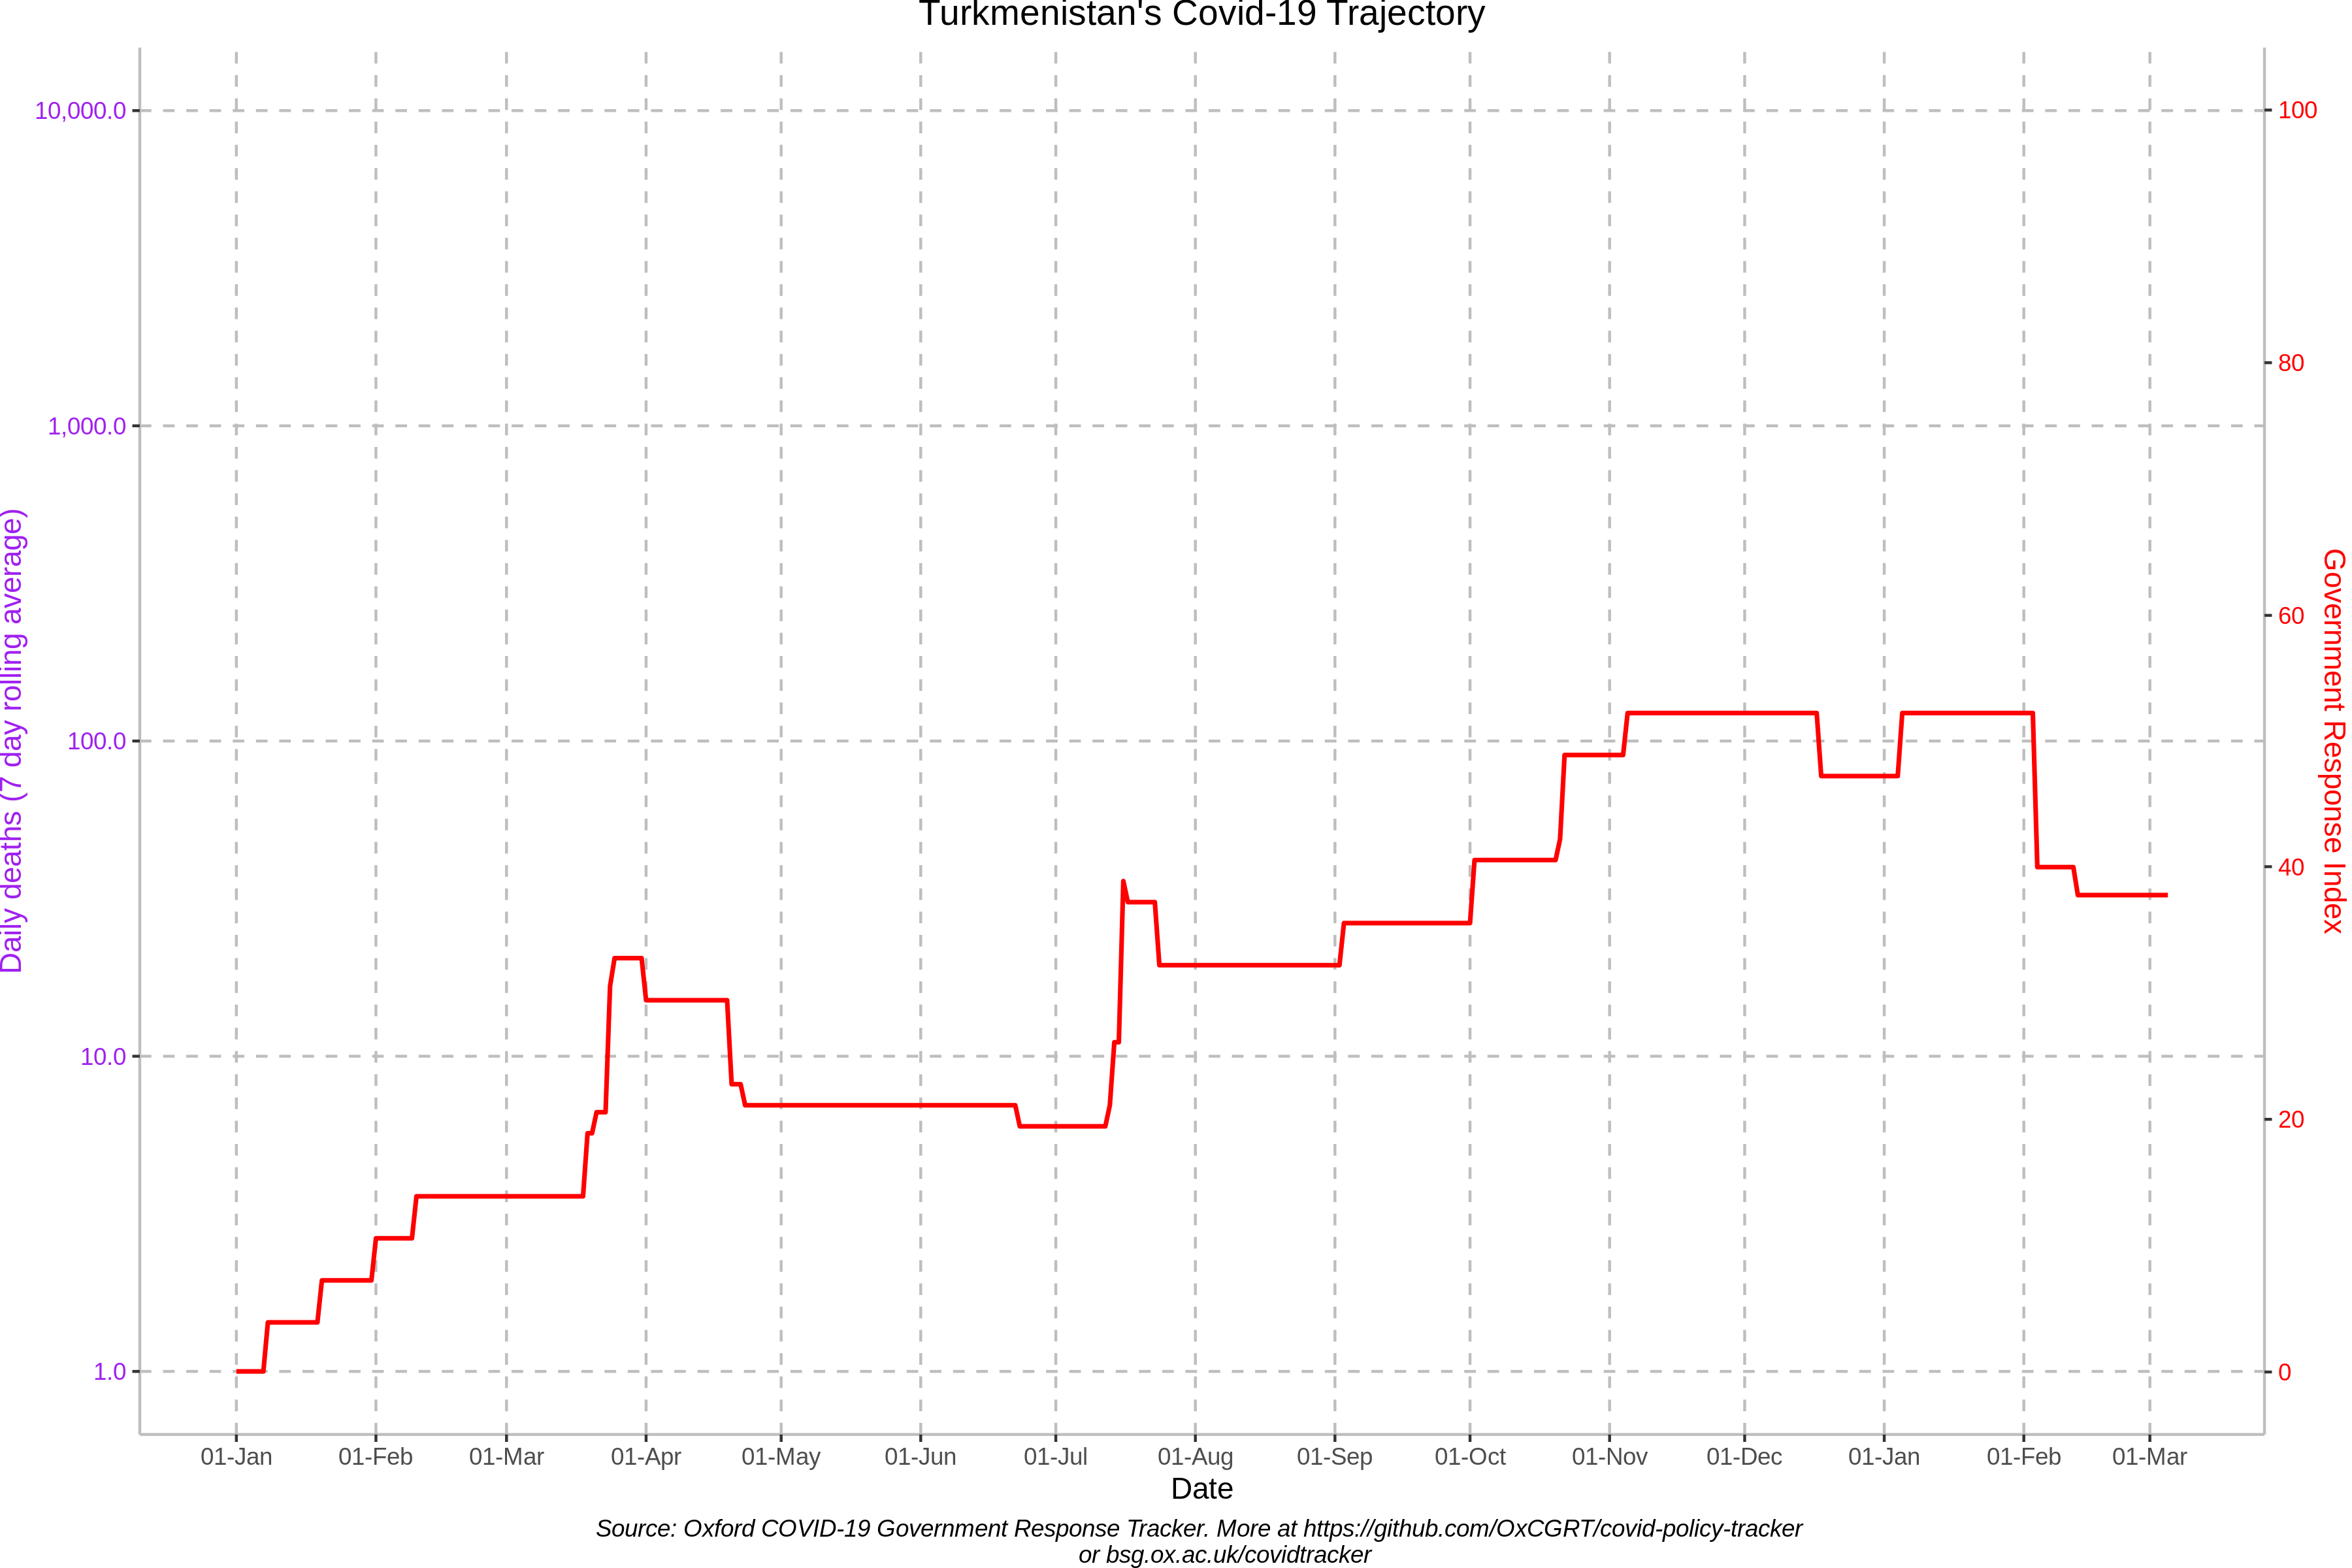 Turkmenistan's Covid-19 Trajectory
10,000.0
1,000.0
100.0
10.0
1.0
Daily deaths (7 day rolling average)
100
80
60
40
20
0
Government Response Index
01-Jan 01-Feb 01-Mar 01-Apr 01-May 01-Jun 01-Jul 01-Aug 01-Sep 01-Oct 01-Nov 01-Dec 01-Jan 01-Feb 01-Mar
Date
Source: Oxford COVID-19 Government Response Tracker. More at https://github.com/OxCGRT/covid-policy-tracker
or bsg.ox.ac.uk/covidtracker